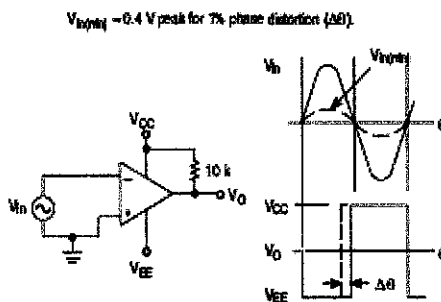 Vin(min) ≈ 0.4 V peak for 1% phase distortion (Δθ).
Vin
Vin(min)
θ
VCC
10 k
−
+
Vin
VO
VEE
VCC
VO
θ
VEE
Δθ